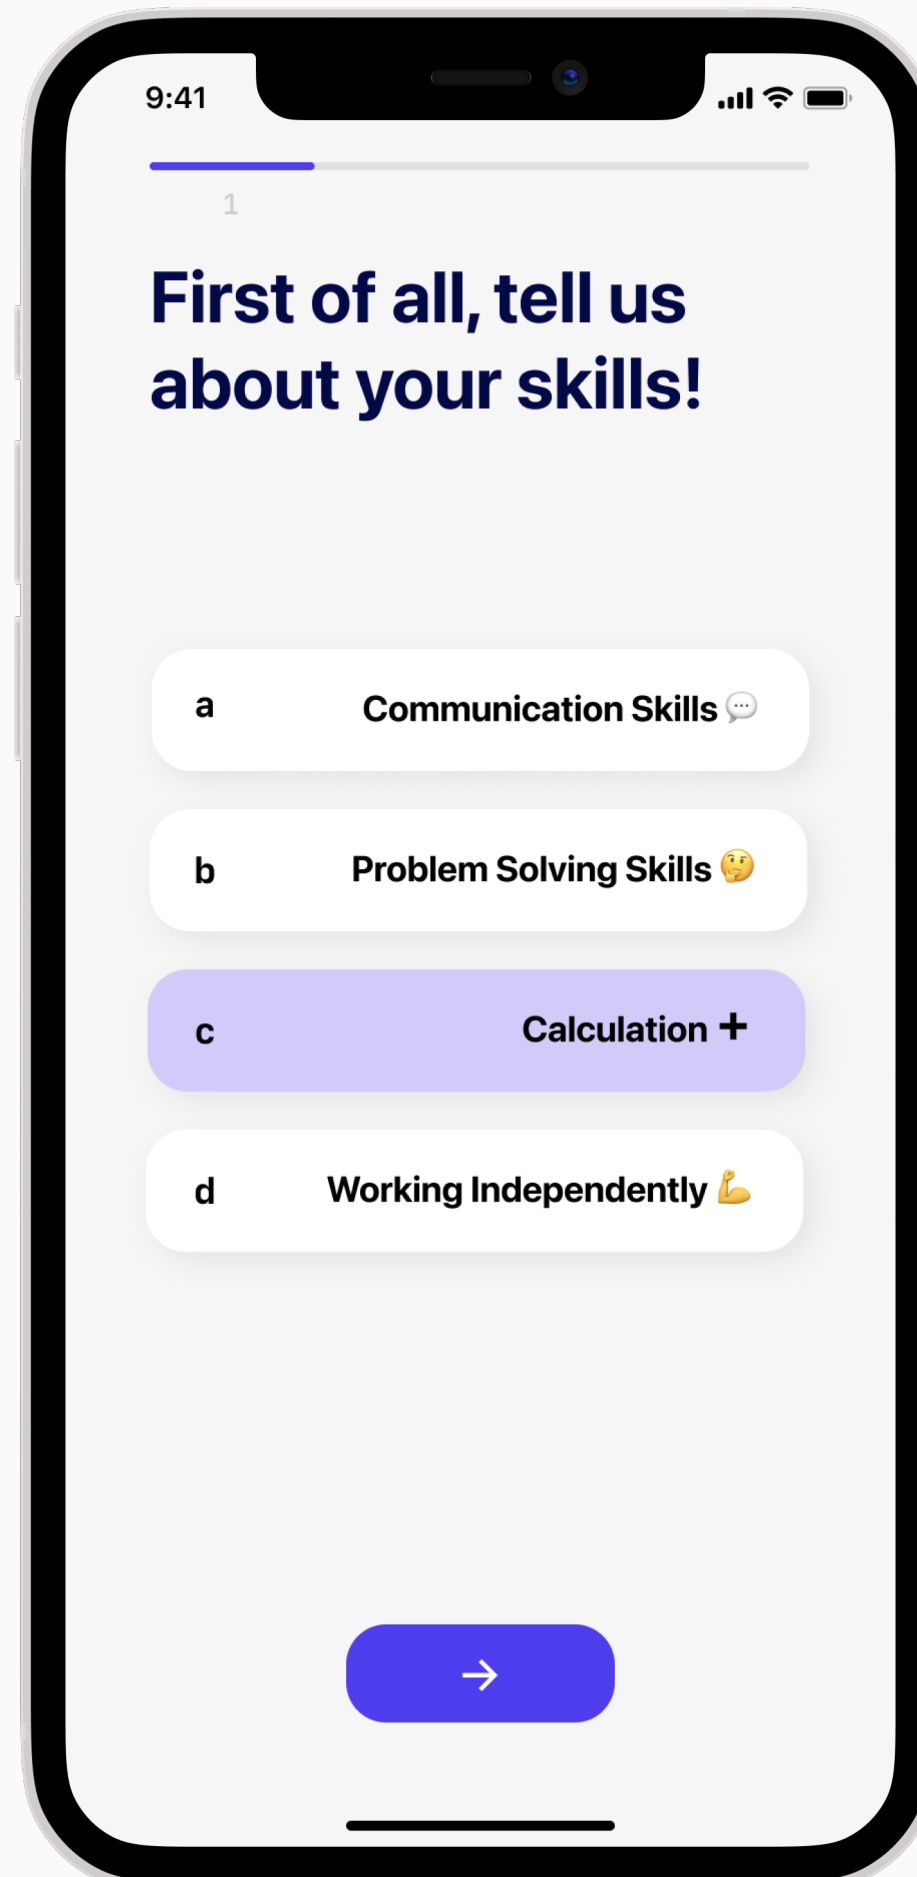 9:41
1
First of all, tell us
about your skills!
a Communication Skills 💬
b Problem Solving Skills 🤔
c Calculation ➕
d Working Independently 💪
→